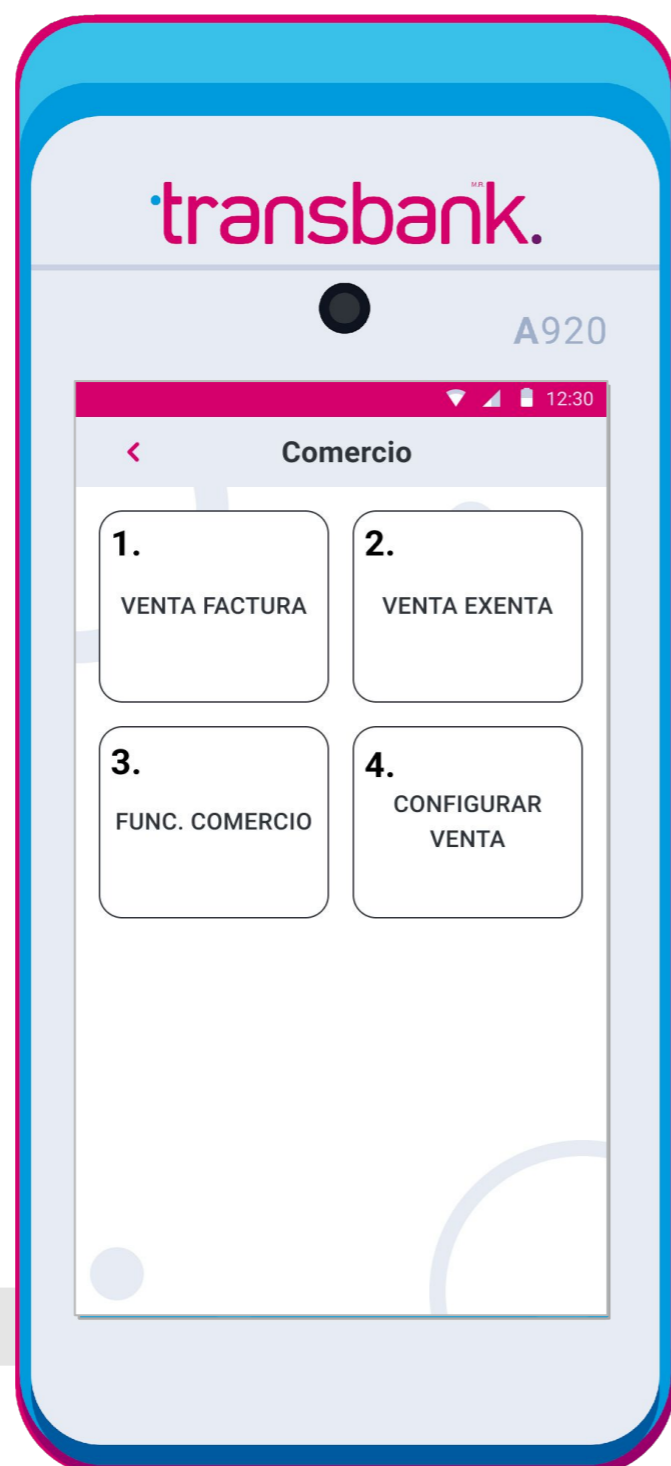 transbank.
M.R.
A920
12:30
Comercio
1.
VENTA FACTURA
2.
VENTA EXENTA
3.
FUNC. COMERCIO
4.
CONFIGURAR
VENTA